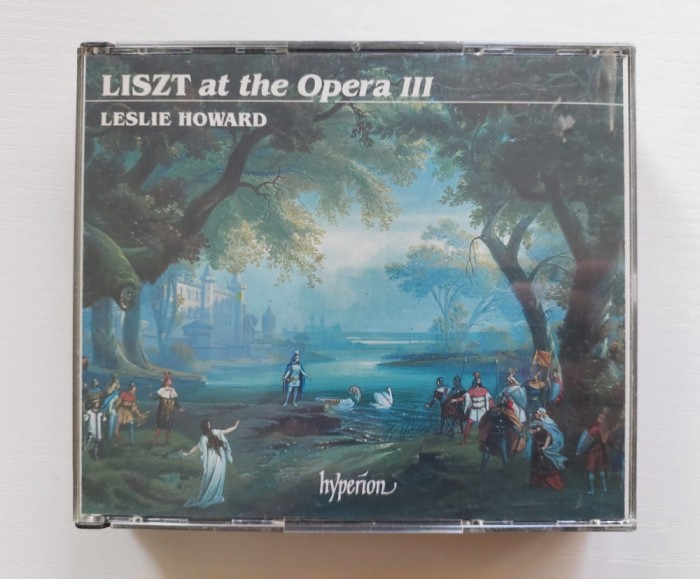 LISZT at the Opera III
LESLIE HOWARD
hyperion